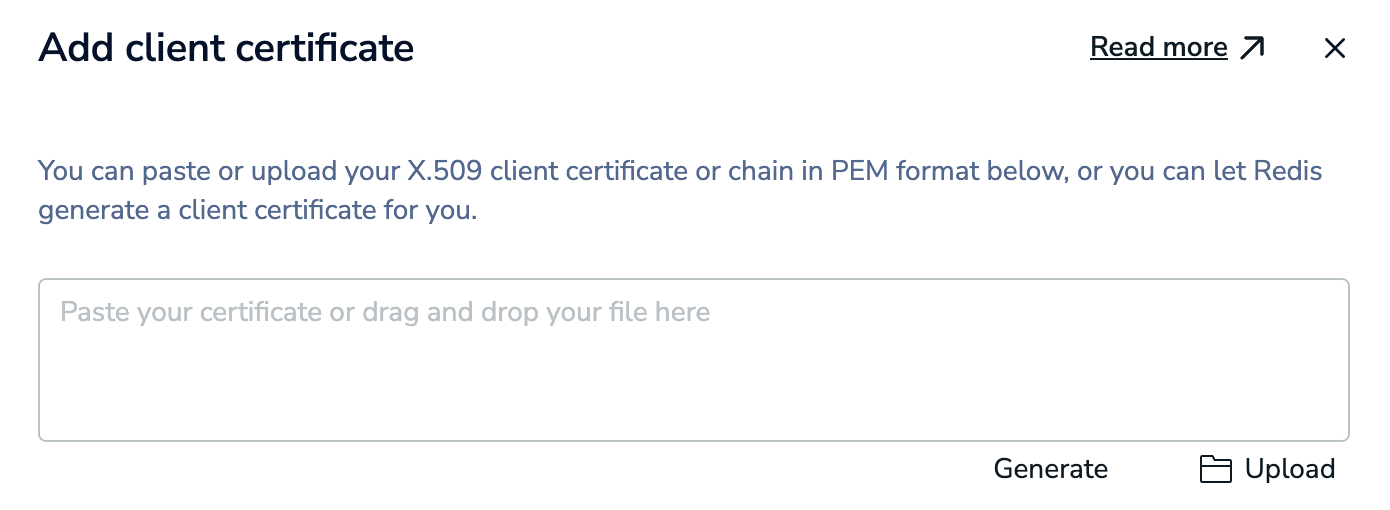 Add client certificate
Read more
You can paste or upload your X.509 client certificate or chain in PEM format below, or you can let Redis
generate a client certificate for you.
Paste your certificate or drag and drop your file here
Generate
Upload